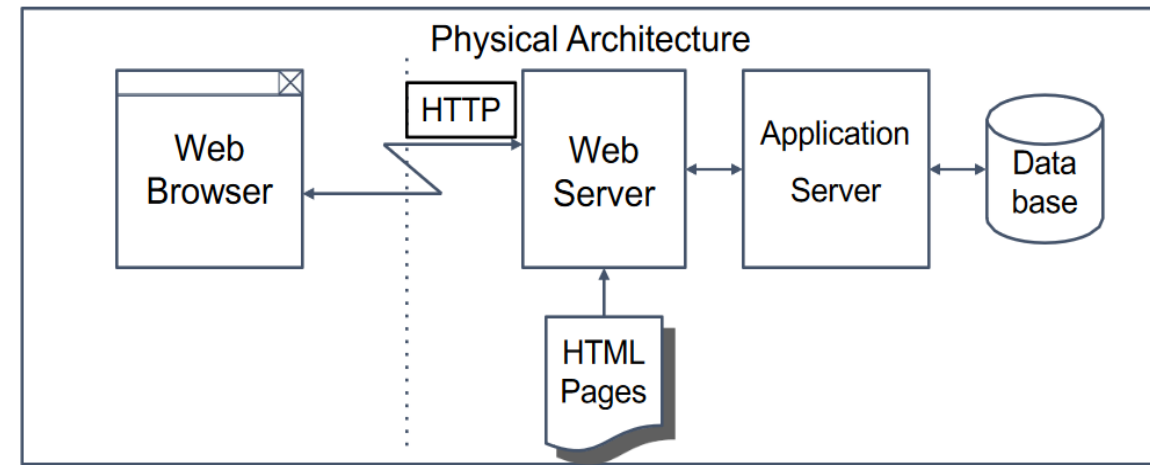 Physical Architecture
HTTP
Web
Browser
Web
Server
Application
Server
Data
base
HTML
Pages